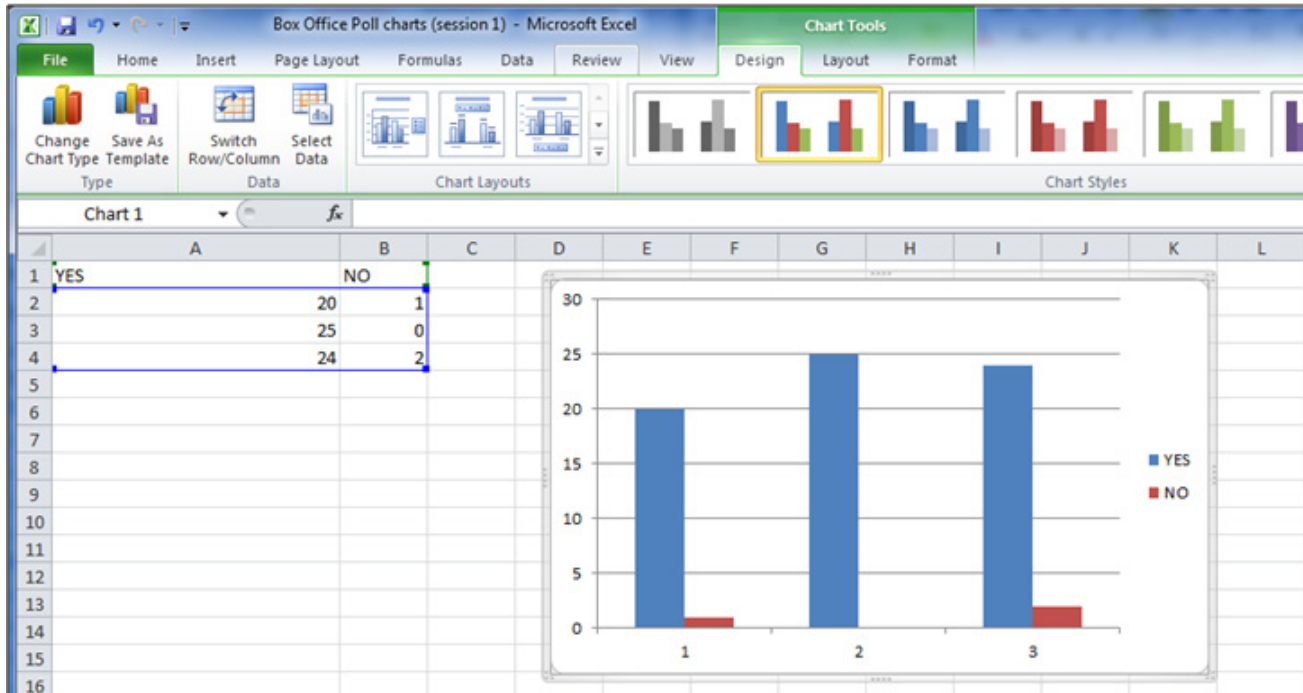 Box Office Poll charts (session 1) - Microsoft Excel
Chart Tools
File Home Insert Page Layout Formulas Data Review View Design Layout Format
Change Chart Type
Save As Template
Switch Row/Column
Select Data
Type
Data
Chart Layouts
Chart Styles
Chart 1
fx
A B C D E F G H I J K L
1 YES NO
2 20 1
3 25 0
4 24 2
5
6
7
8
9
10
11
12
13
14
15
16
30
25
20
15
10
5
0
1 2 3
YES
NO